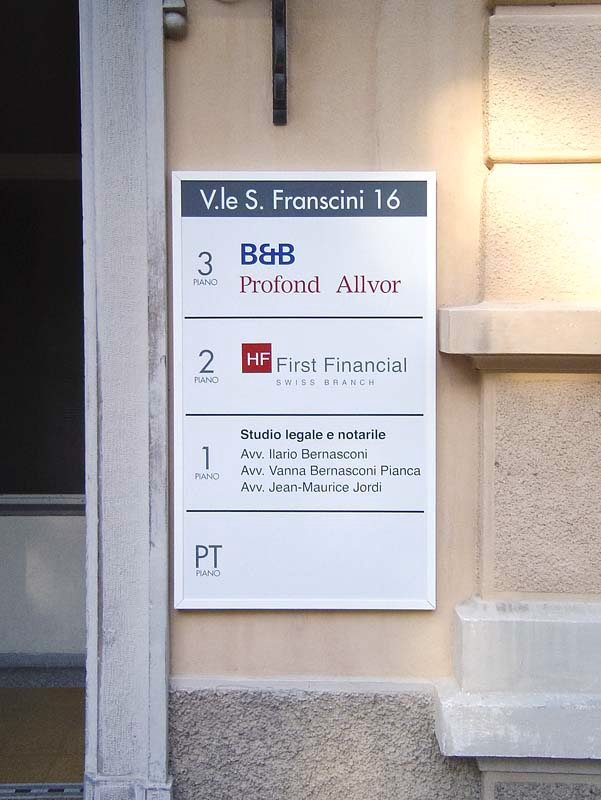 V.le S. Franscini 16
3
PIANO
B&B
Profond Allvor
2
PIANO
HF First Financial
SWISS BRANCH
1
PIANO
Studio legale e notarile
Avv. Ilario Bernasconi
Avv. Vanna Bernasconi Pianca
Avv. Jean-Maurice Jordi
PT
PIANO